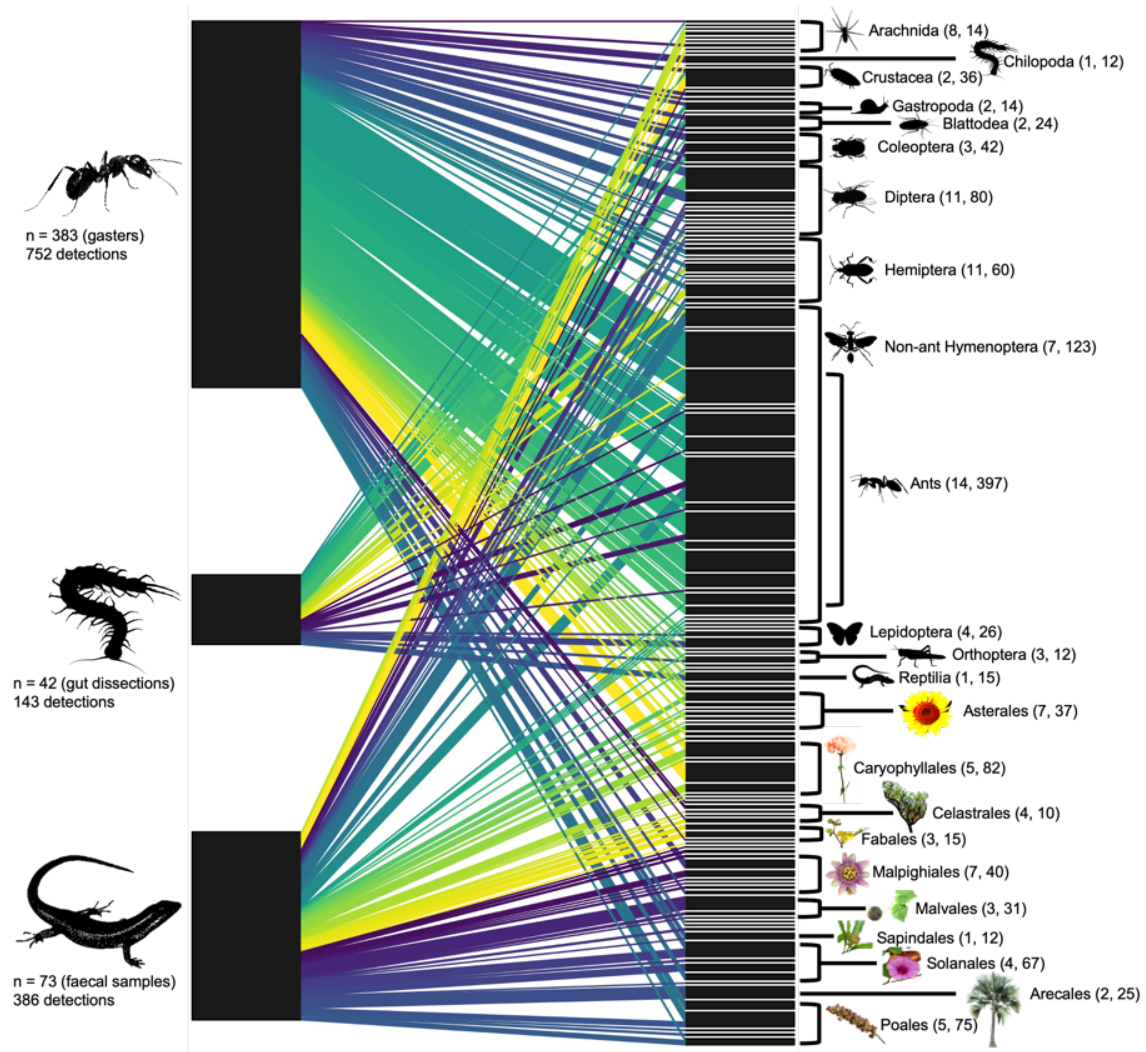 Arachnida (8, 14)
Chilopoda (1, 12)
Crustacea (2, 36)
Gastropoda (2, 14)
Blattodea (2, 24)
Coleoptera (3, 42)
Diptera (11, 80)
n = 383 (gasters)
752 detections
Hemiptera (11, 60)
Non-ant Hymenoptera (7, 123)
Ants (14, 397)
Lepidoptera (4, 26)
Orthoptera (3, 12)
Reptilia (1, 15)
n = 42 (gut dissections)
143 detections
Asterales (7, 37)
Caryophyllales (5, 82)
Celastrales (4, 10)
Fabales (3, 15)
Malpighiales (7, 40)
Malvales (3, 31)
Sapindales (1, 12)
Solanales (4, 67)
n = 73 (faecal samples)
386 detections
Arecales (2, 25)
Poales (5, 75)